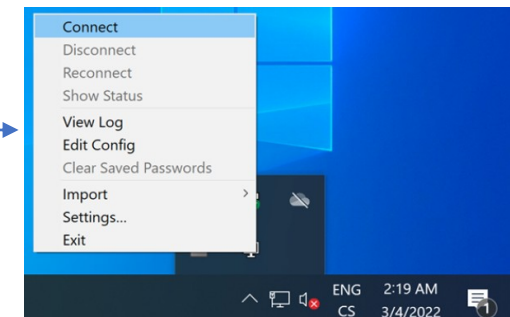 Connect
Disconnect
Reconnect
Show Status
View Log
Edit Config
Clear Saved Passwords
Import
Settings...
Exit
ENG
2:19 AM
CS
3/4/2022
1